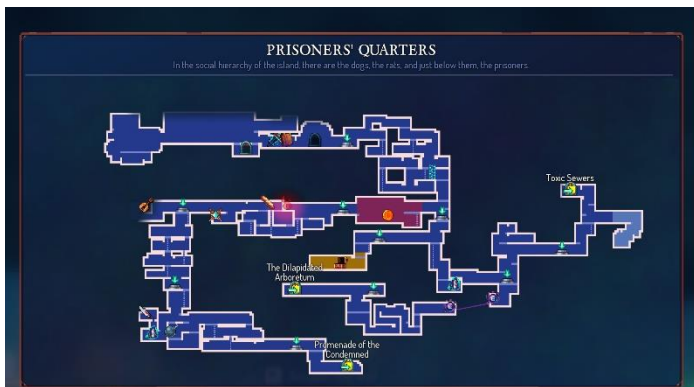 PRISONERS' QUARTERS
In the social hierarchy of the island, there are the dogs, the rats, and just below them, the prisoners.
Toxic Sewers
The Dilapidated
Arboretum
Promenade of the
Condemned